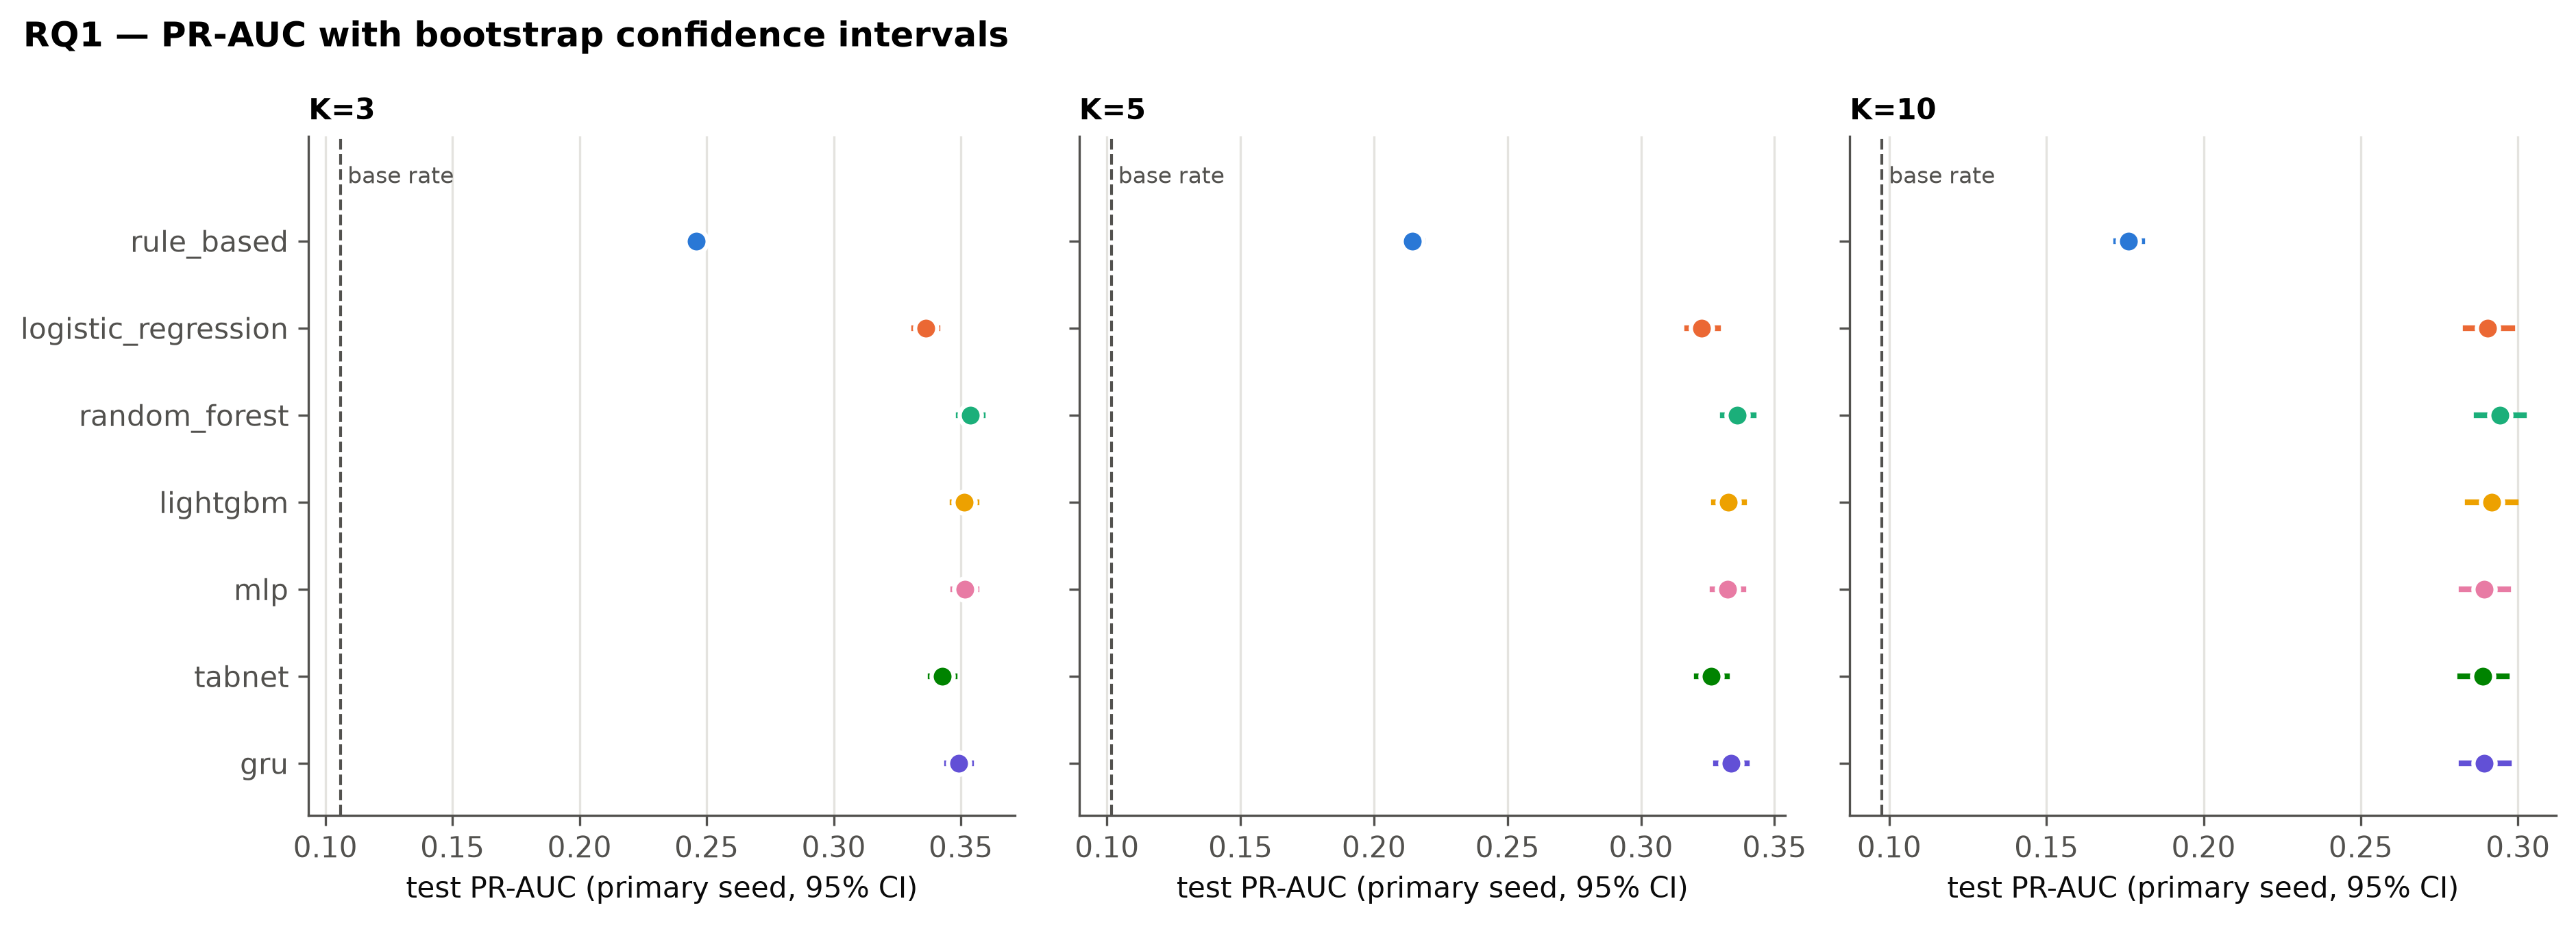 RQ1 — PR-AUC with bootstrap confidence intervals
K=3
K=5
K=10
base rate
base rate
base rate
rule_based
logistic_regression
random_forest
lightgbm
mlp
tabnet
gru
0.10 0.15 0.20 0.25 0.30 0.35
0.10 0.15 0.20 0.25 0.30 0.35
0.10 0.15 0.20 0.25 0.30
test PR-AUC (primary seed, 95% CI)
test PR-AUC (primary seed, 95% CI)
test PR-AUC (primary seed, 95% CI)